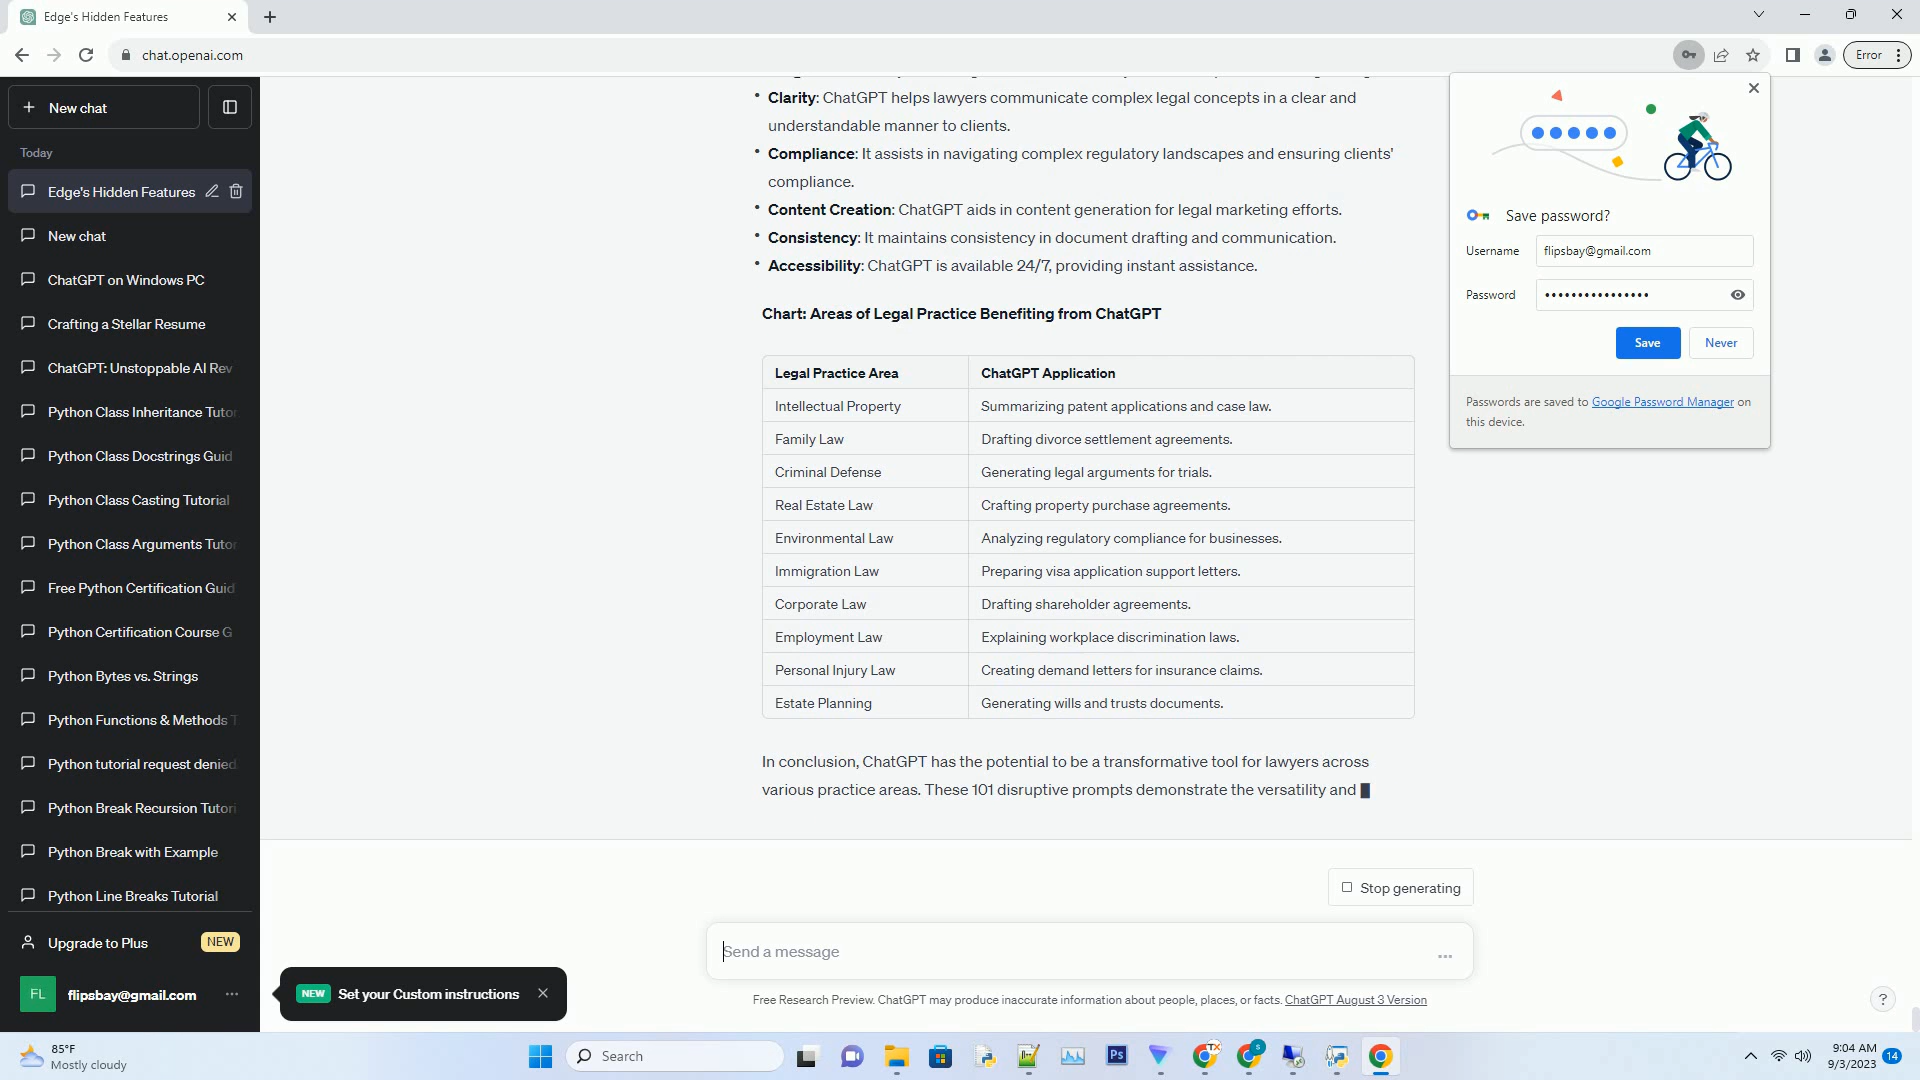 Edge's Hidden Features
chat.openai.com
Error
New chat
Today
Edge's Hidden Features
New chat
ChatGPT on Windows PC
Crafting a Stellar Resume
ChatGPT: Unstoppable AI Rev
Python Class Inheritance Tutor
Python Class Docstrings Guid
Python Class Casting Tutorial
Python Class Arguments Tutor
Free Python Certification Guid
Python Certification Course G
Python Bytes vs. Strings
Python Functions & Methods T
Python tutorial request denied
Python Break Recursion Tutori
Python Break with Example
Python Line Breaks Tutorial
Upgrade to Plus NEW
FL flipsbay@gmail.com
NEW Set your Custom instructions
• Clarity: ChatGPT helps lawyers communicate complex legal concepts in a clear and
understandable manner to clients.
• Compliance: It assists in navigating complex regulatory landscapes and ensuring clients'
compliance.
• Content Creation: ChatGPT aids in content generation for legal marketing efforts.
• Consistency: It maintains consistency in document drafting and communication.
• Accessibility: ChatGPT is available 24/7, providing instant assistance.
Chart: Areas of Legal Practice Benefiting from ChatGPT
Legal Practice Area ChatGPT Application
Intellectual Property Summarizing patent applications and case law.
Family Law Drafting divorce settlement agreements.
Criminal Defense Generating legal arguments for trials.
Real Estate Law Crafting property purchase agreements.
Environmental Law Analyzing regulatory compliance for businesses.
Immigration Law Preparing visa application support letters.
Corporate Law Drafting shareholder agreements.
Employment Law Explaining workplace discrimination laws.
Personal Injury Law Creating demand letters for insurance claims.
Estate Planning Generating wills and trusts documents.
In conclusion, ChatGPT has the potential to be a transformative tool for lawyers across
various practice areas. These 101 disruptive prompts demonstrate the versatility and
Stop generating
Send a message
Free Research Preview. ChatGPT may produce inaccurate information about people, places, or facts. ChatGPT August 3 Version
?
Save password?
Username flipsbay@gmail.com
Password ••••••••••••••••
Save Never
Passwords are saved to Google Password Manager on
this device.
85°F
Mostly cloudy
Search
Ps
TX
S
9:04 AM
9/3/2023
14